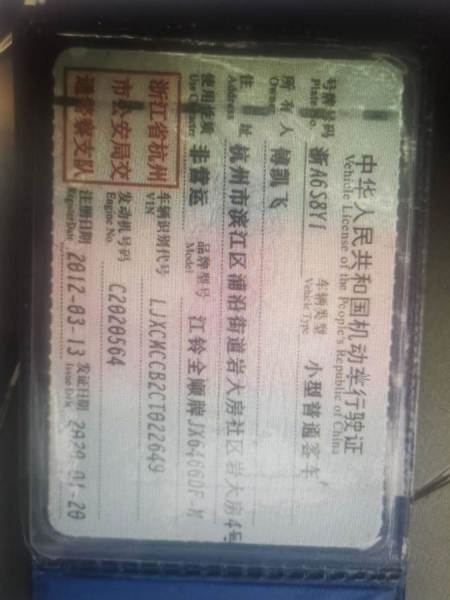 中华人民共和国机动车行驶证
Vehicle License of the People's Republic of China
号牌号码 浙A6S8Y1 车辆类型 小型普通客车
Plate No. Vehicle Type
所有人 傅凯飞
Owner
住址 杭州市滨江区浦沿街道岩大房社区岩大房4号
Address
使用性质 非营运 品牌型号 江铃全顺牌JX6466DF-M
Use Character Model
浙江省杭州市公安局交通警察支队
车辆识别代号 LJXCMCCB2CT022649
VIN
发动机号码 C2020564
Engine No.
注册日期 2012-03-13 发证日期 2020-01-20
Register Date Issue Date